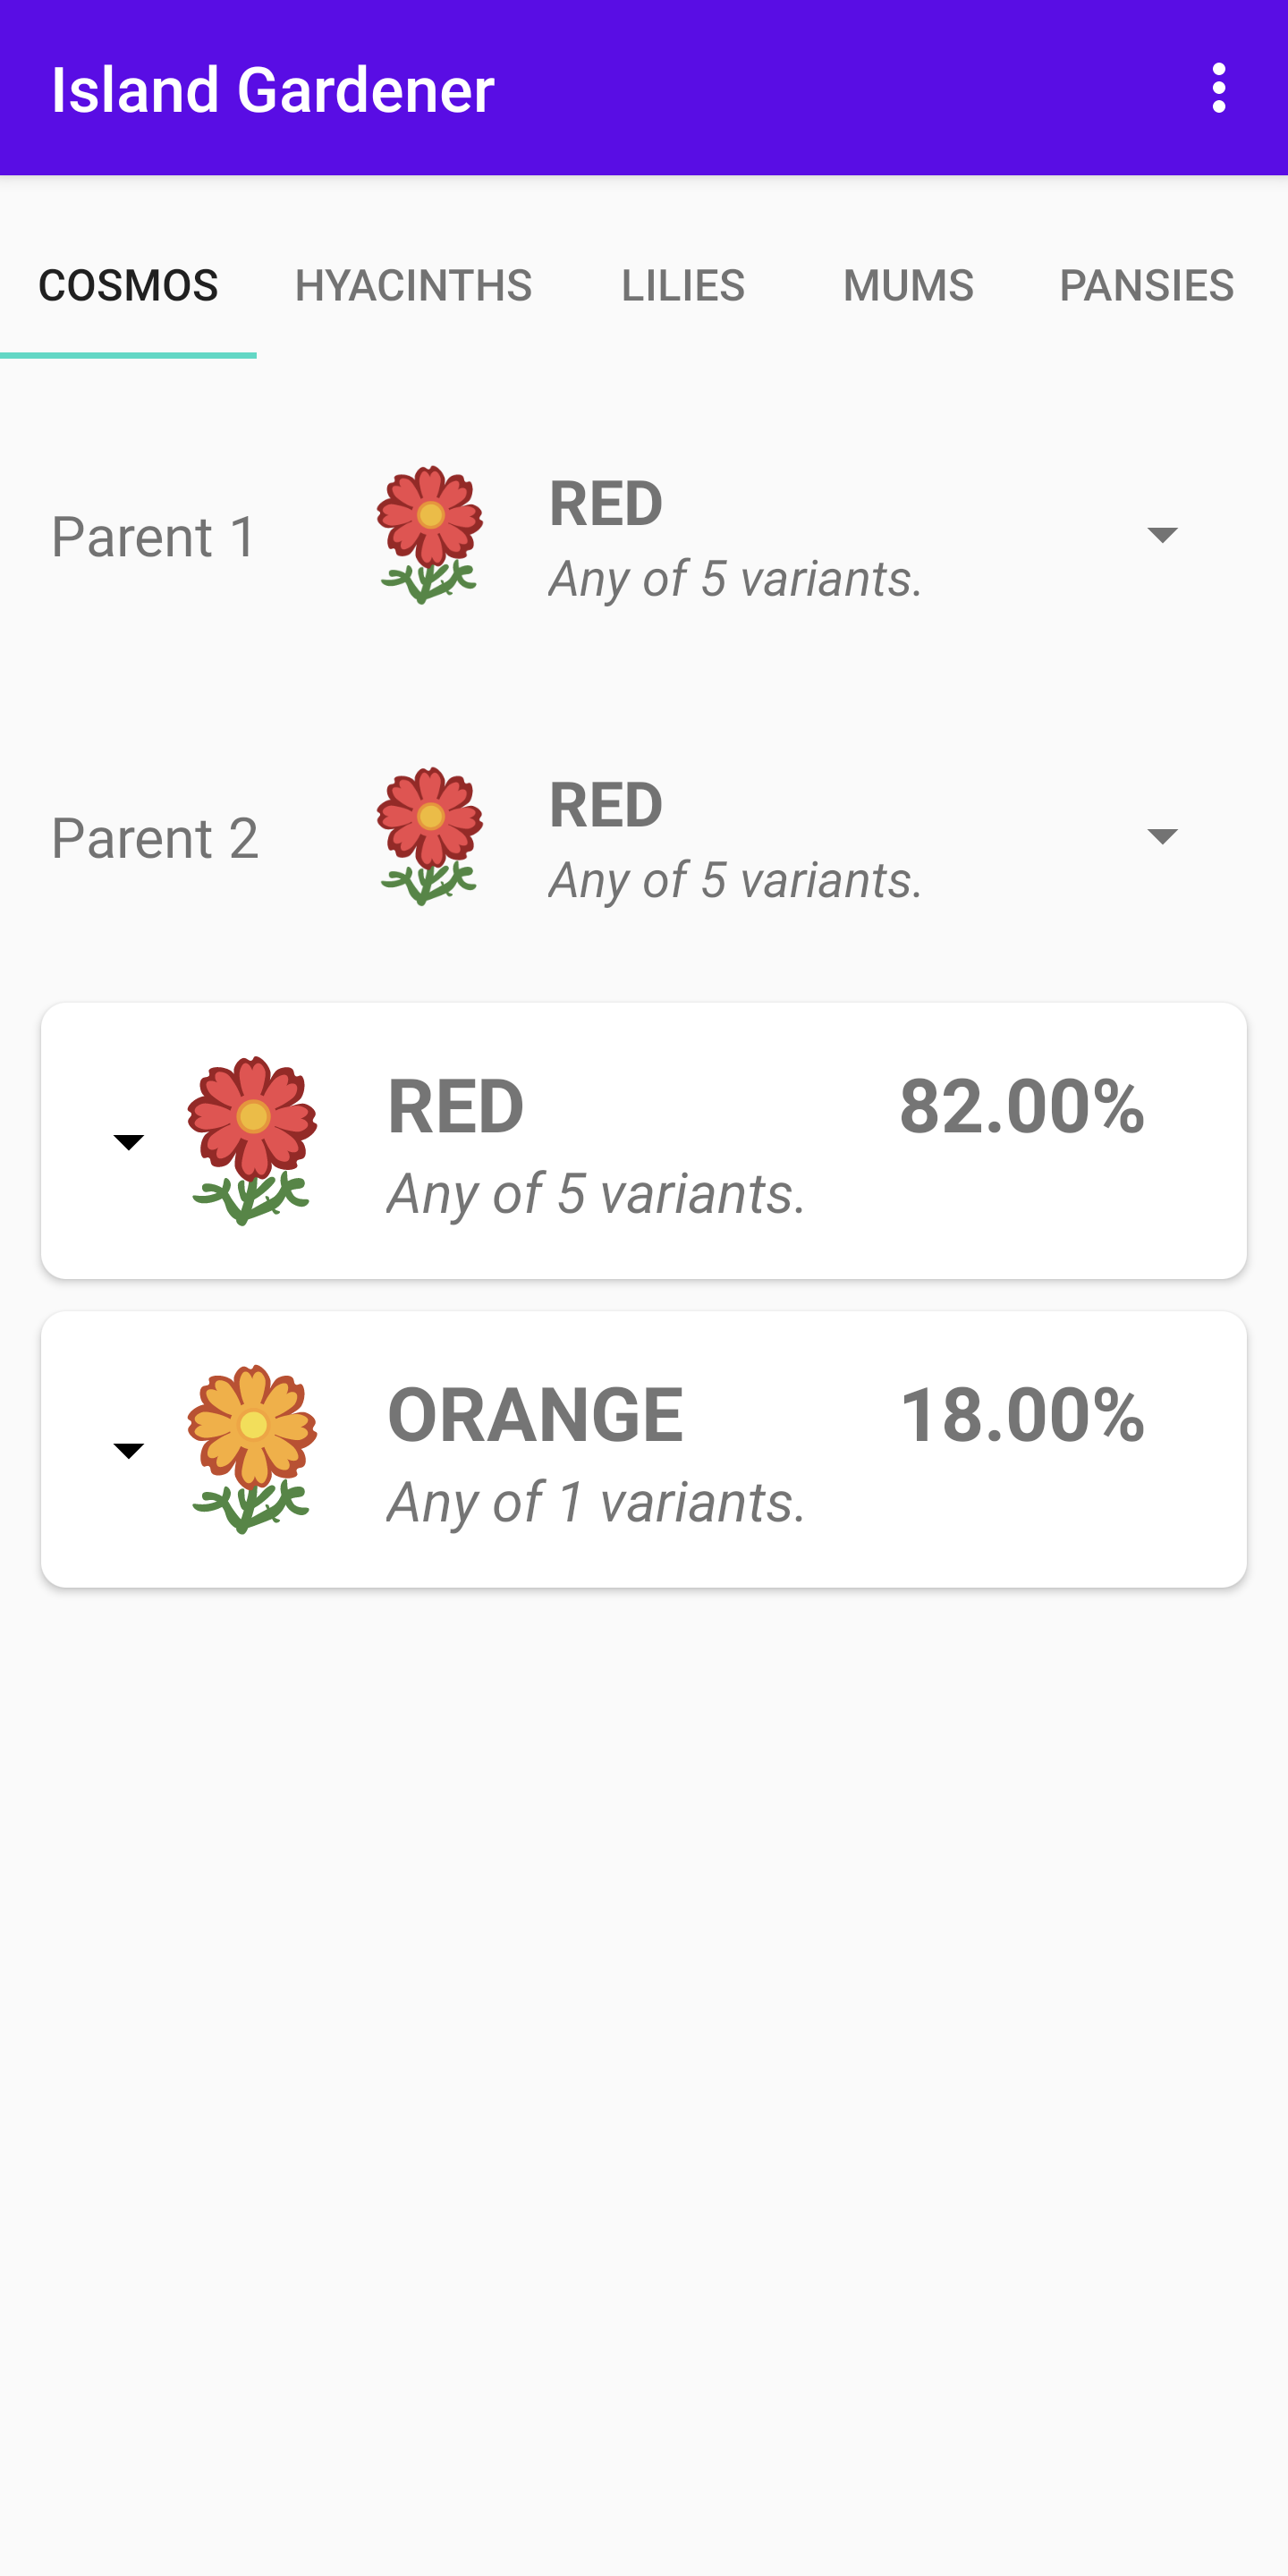 Island Gardener
COSMOS HYACINTHS LILIES MUMS PANSIES
Parent 1
RED
Any of 5 variants.
Parent 2
RED
Any of 5 variants.
RED 82.00%
Any of 5 variants.
ORANGE 18.00%
Any of 1 variants.